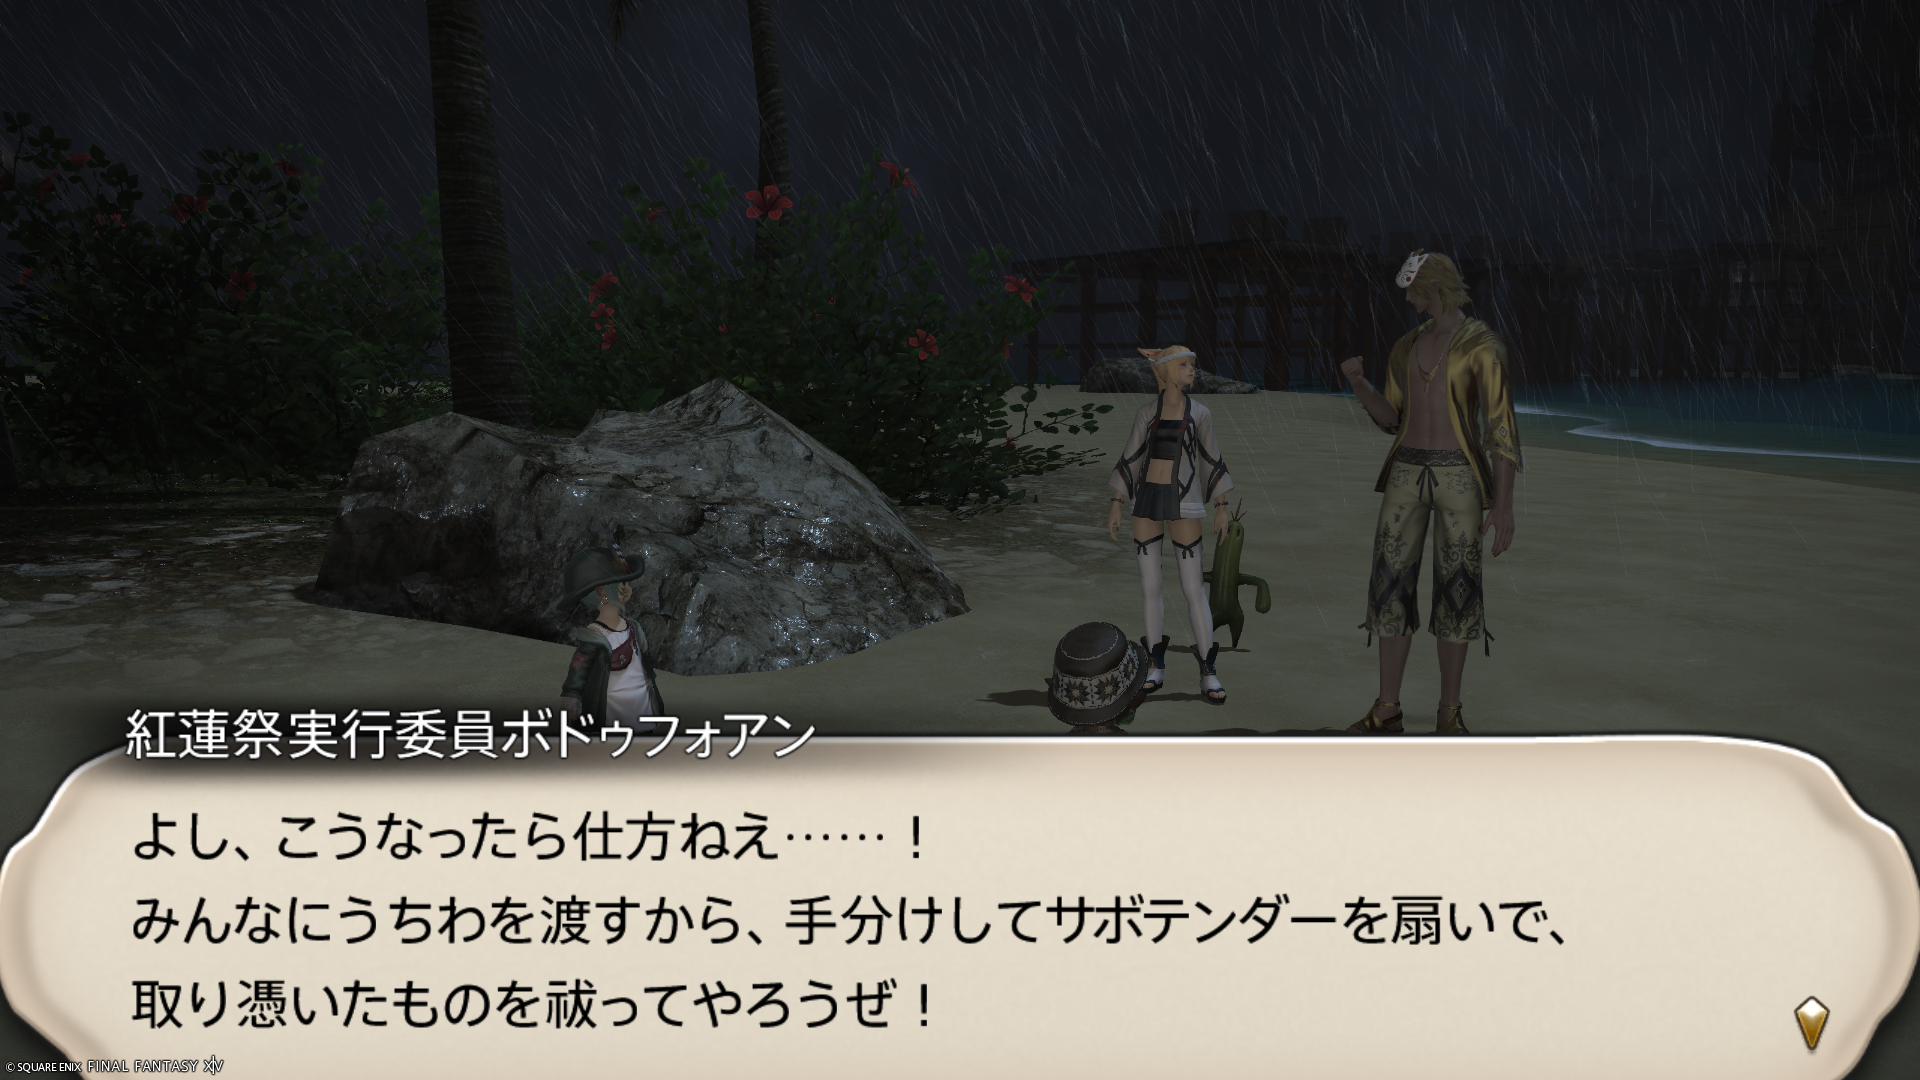 紅蓮祭実行委員ボドゥフォアン
よし、こうなったら仕方ねえ……！
みんなにうちわを渡すから、手分けしてサボテンダーを扇いで、
取り憑いたものを祓ってやろうぜ！
© SQUARE ENIX FINAL FANTASY XIV